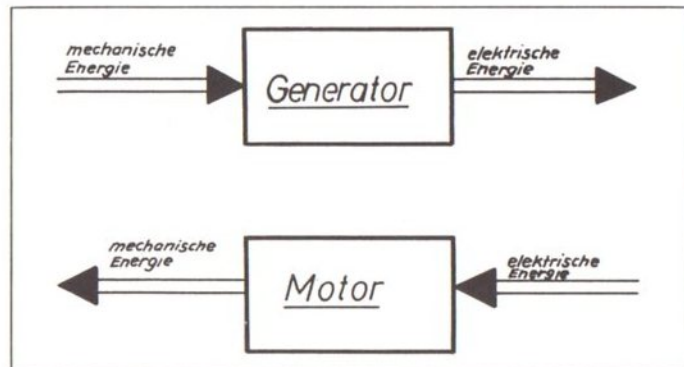 mechanische
Energie
Generator
elektrische
Energie
mechanische
Energie
Motor
elektrische
Energie